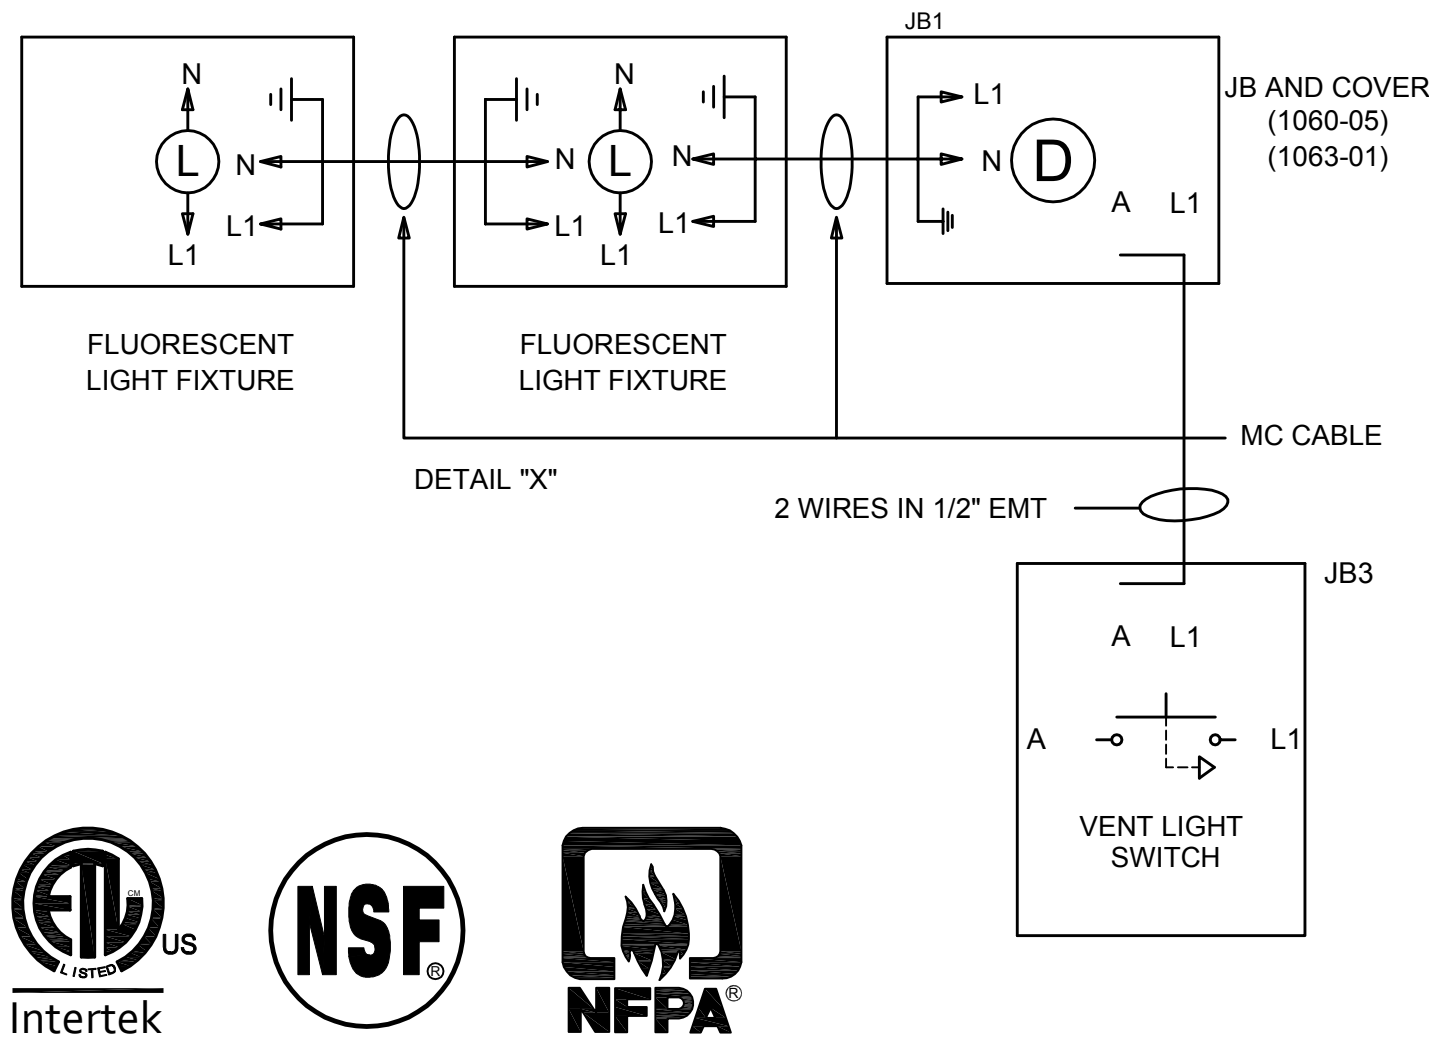 JB1
N
N
L1
L
N
N
L
N
N
D
L1
L1
L1
L1
L1
A L1
JB AND COVER
(1060-05)
(1063-01)
FLUORESCENT
LIGHT FIXTURE
FLUORESCENT
LIGHT FIXTURE
MC CABLE
DETAIL "X"
2 WIRES IN 1/2" EMT
JB3
A L1
A L1
VENT LIGHT
SWITCH
ETL CM
LISTED
US
Intertek
NSF®
NFPA®